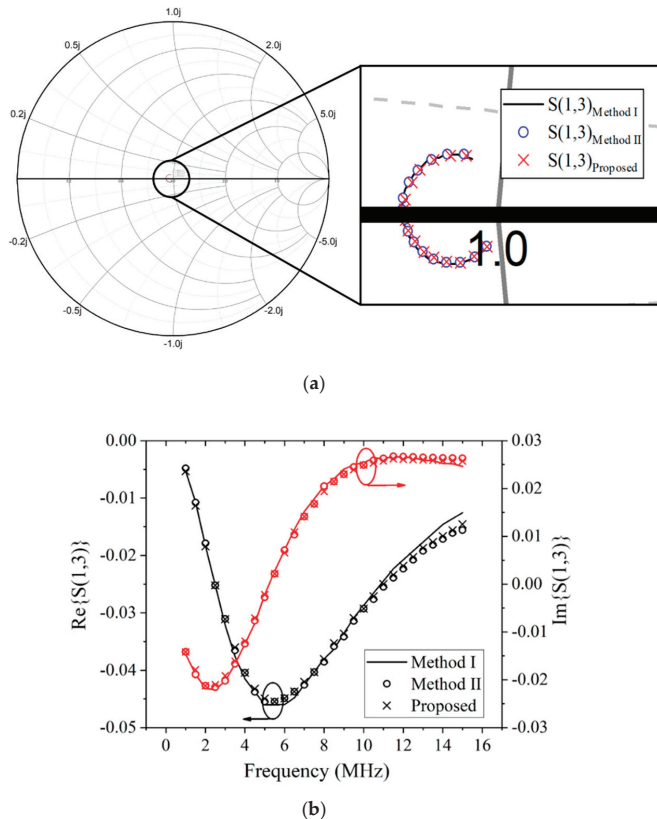 1.0j
0.5j
2.0j
0.2j
5.0j
-0.2j
-5.0j
-0.5j
-2.0j
-1.0j
S(1,3)Method I
S(1,3)Method II
S(1,3)Proposed
1.0
(a)
0.00
-0.01
-0.02
-0.03
-0.04
-0.05
Re{S(1,3)}
0.03
0.02
0.01
0.00
-0.01
-0.02
-0.03
Im{S(1,3)}
Method I
Method II
Proposed
0 2 4 6 8 10 12 14 16
Frequency (MHz)
(b)